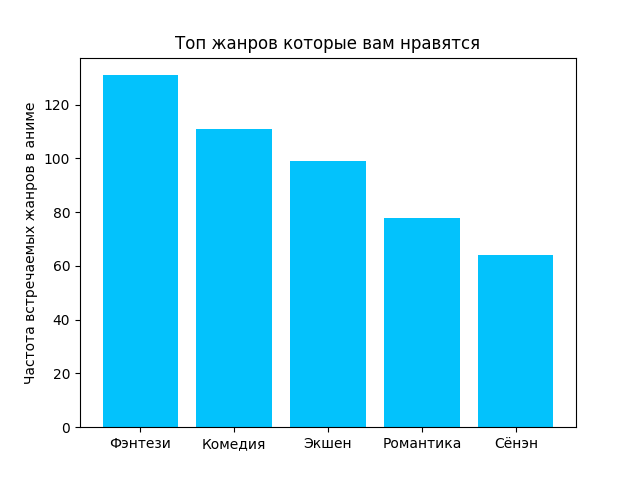 Топ жанров которые вам нравятся
Частота встречаемых жанров в аниме
120
100
80
60
40
20
0
Фэнтези Комедия Экшен Романтика Сёнэн